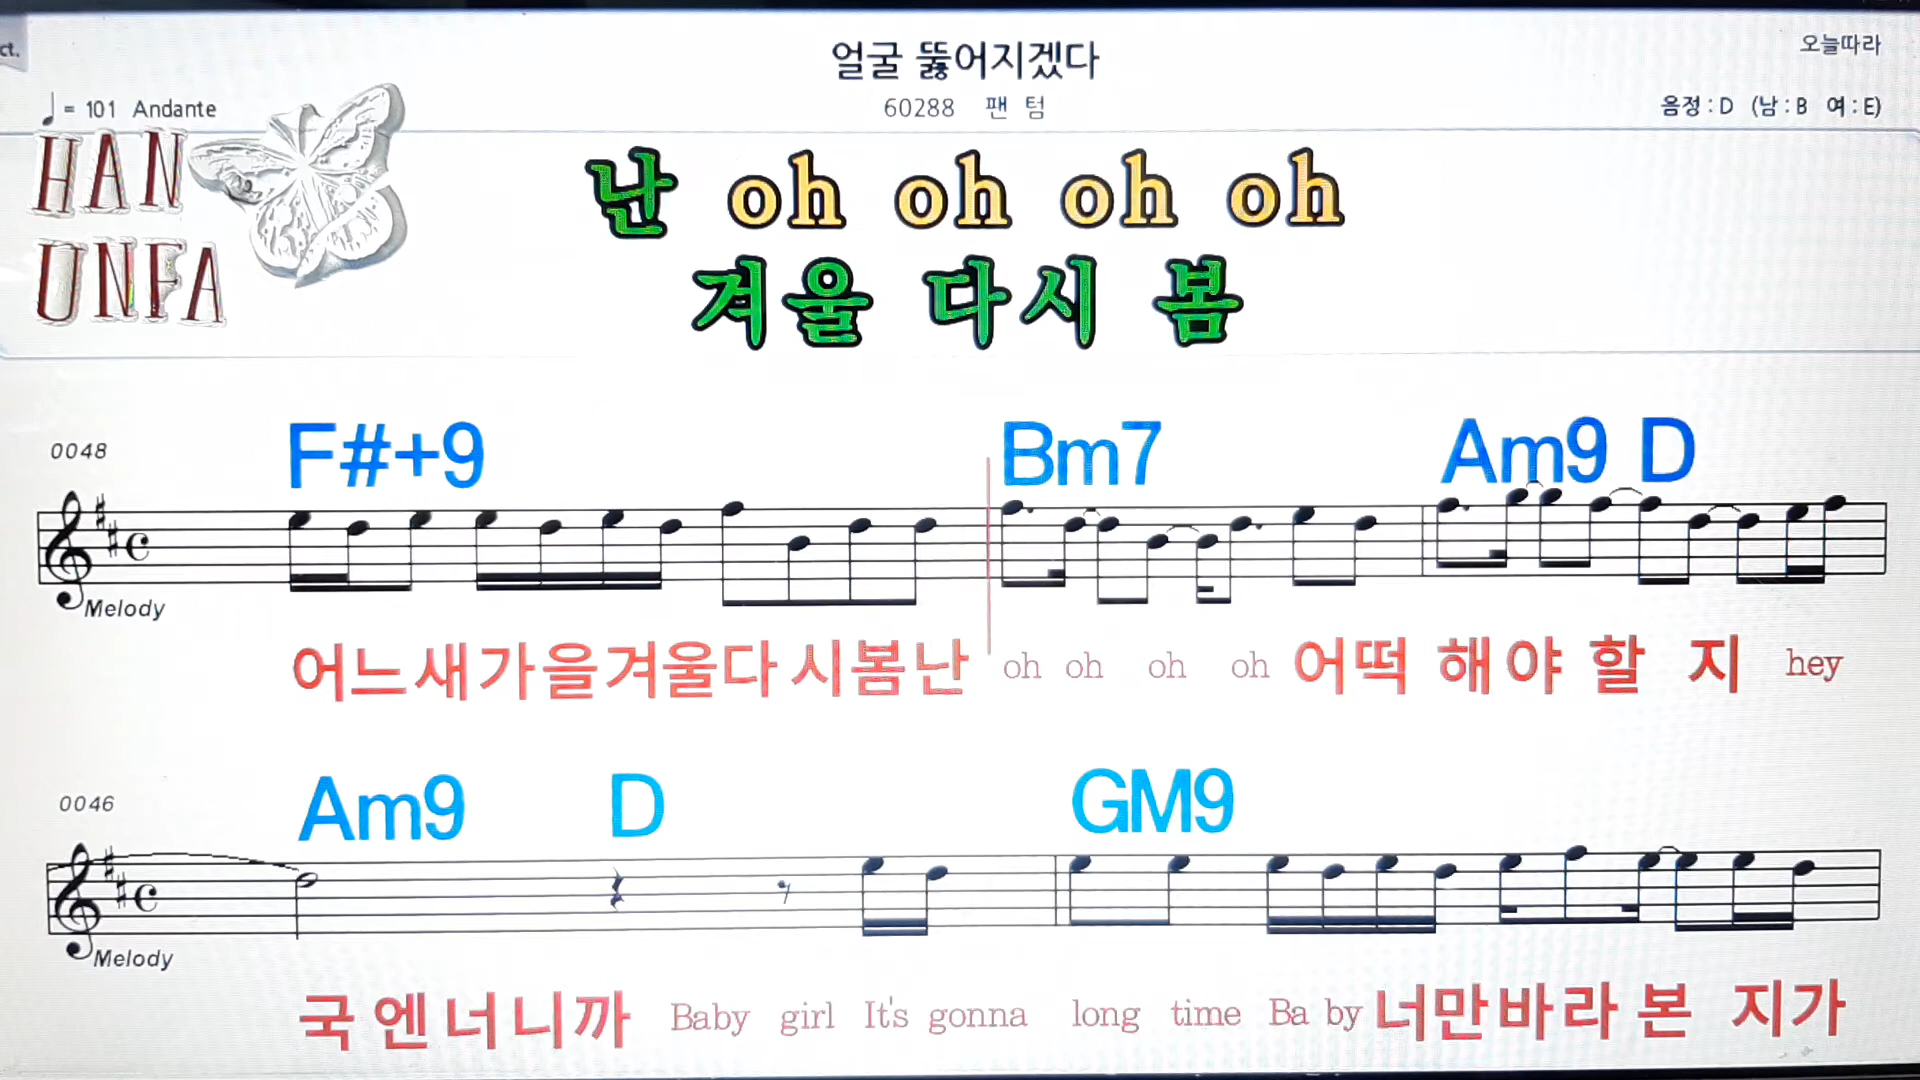 ct.
얼굴 뚫어지겠다
오늘따라
♩= 101 Andante
60288 팬 텀
음정 : D (남 : B 여 : E)
HAN
UNFA
난 oh oh oh oh
겨울 다시 봄
0048
F#+9 Bm7 Am9 D
Melody
어느새가을겨울다시봄난 oh oh oh oh 어떡 해야 할 지 hey
0046
Am9 D GM9
Melody
국엔너니까 Baby girl It's gonna long time Ba by 너만바라 본 지가